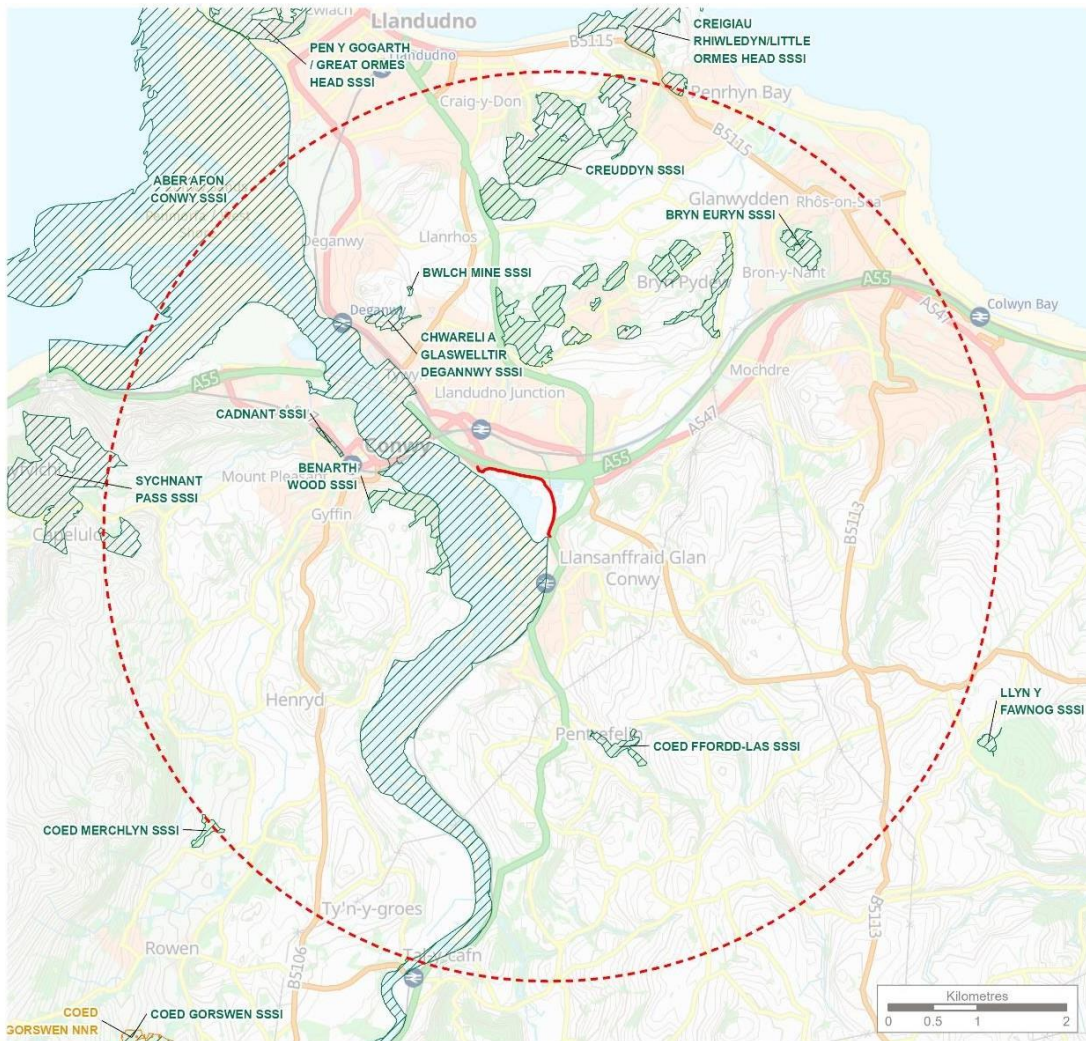 Llandudno
PEN Y GOGARTH
/ GREAT ORMES
HEAD SSSI
Llandudno
B5115
CREIGIAU
RHIWLEDYN/LITTLE
ORMES HEAD SSSI
Craig-y-Don
Penrhyn Bay
B5115
CREUDDYN SSSI
ABER AFON
CONWY SSSI
Glanwydden
Rhôs-on-Sea
BRYN EURYN SSSI
Deganwy
Llanrhos
BWLCH MINE SSSI
Bryn Pydew
Bron-y-Nant
A55
Colwyn Bay
A547
Deganwy
CHWARELI A
GLASWELLTIR
DEGANNWY SSSI
Mochdre
A55
Llandudno Junction
A547
CADNANT SSSI
Conwy
A55
Mount Pleasant
BENARTH
WOOD SSSI
SYCHNANT
PASS SSSI
Gyffin
Capelulo
B5113
Llansanffraid Glan
Conwy
Henryd
LLYN Y
FAWNOG SSSI
Pentrefelin
COED FFORDD-LAS SSSI
COED MERCHLYN SSSI
Ty'n-y-groes
B5113
Rowen
B5106
Tal-y-Cafn
COED
GORSWEN NNR
COED GORSWEN SSSI
Kilometres
0 0.5 1 2